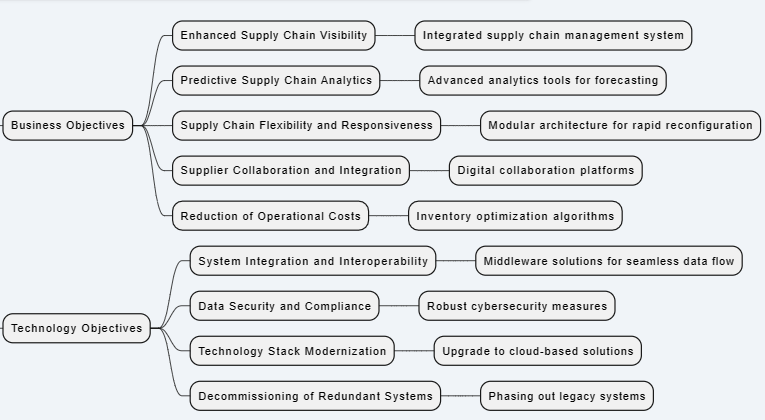 Business Objectives
Enhanced Supply Chain Visibility
Integrated supply chain management system
Predictive Supply Chain Analytics
Advanced analytics tools for forecasting
Supply Chain Flexibility and Responsiveness
Modular architecture for rapid reconfiguration
Supplier Collaboration and Integration
Digital collaboration platforms
Reduction of Operational Costs
Inventory optimization algorithms
Technology Objectives
System Integration and Interoperability
Middleware solutions for seamless data flow
Data Security and Compliance
Robust cybersecurity measures
Technology Stack Modernization
Upgrade to cloud-based solutions
Decommissioning of Redundant Systems
Phasing out legacy systems